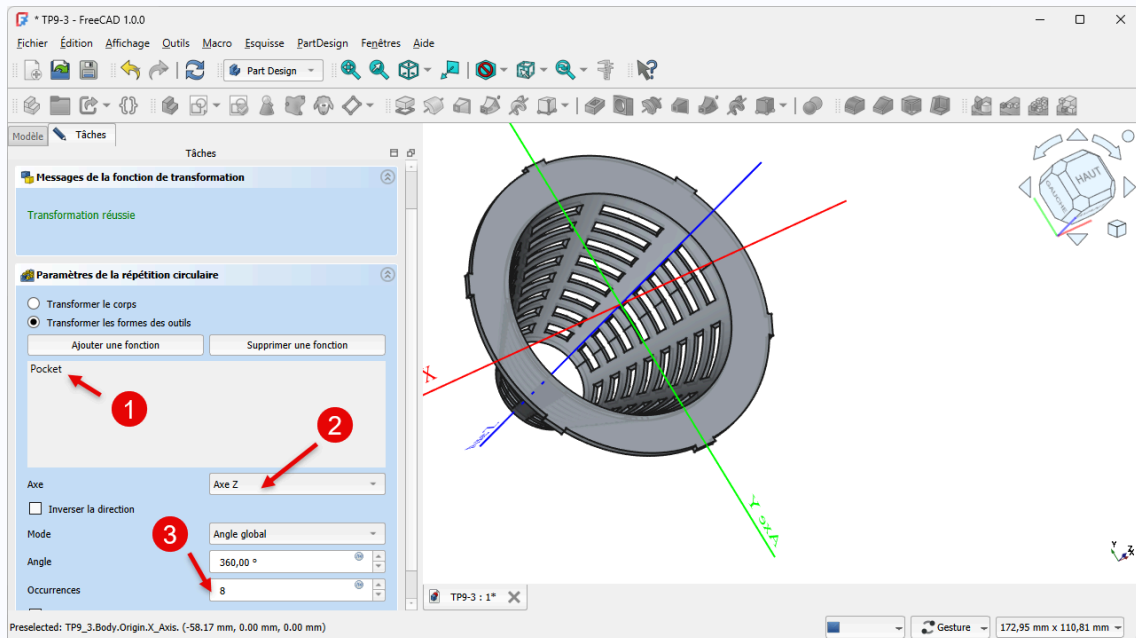 * TP9-3 - FreeCAD 1.0.0
Fichier Édition Affichage Outils Macro Esquisse PartDesign Fenêtres Aide
Part Design
Modèle Tâches
Tâches
Messages de la fonction de transformation
Transformation réussie
Paramètres de la répétition circulaire
Transformer le corps
Transformer les formes des outils
Ajouter une fonction Supprimer une fonction
Pocket
1
2
Axe Axe Z
Inverser la direction
3
Mode Angle global
Angle 360,00 °
Occurrences 8
HAUT
GAUCHE
X
Axe Y
Y
Z
X
TP9-3 : 1*
Preselected: TP9_3.Body.Origin.X_Axis. (-58.17 mm, 0.00 mm, 0.00 mm)
Gesture 172,95 mm x 110,81 mm